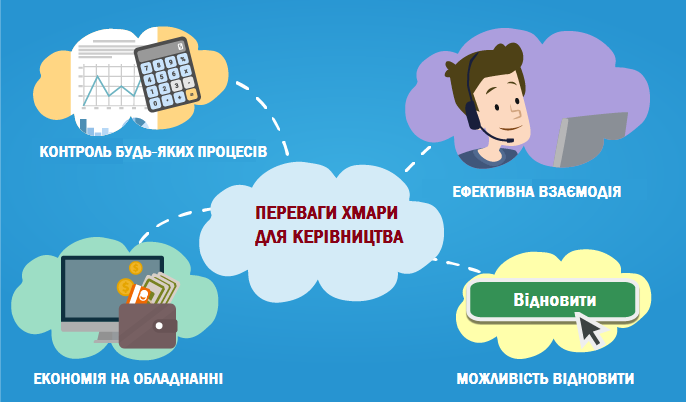 КОНТРОЛЬ БУДЬ-ЯКИХ ПРОЦЕСІВ
ЕФЕКТИВНА ВЗАЄМОДІЯ
ПЕРЕВАГИ ХМАРИ
ДЛЯ КЕРІВНИЦТВА
Відновити
ЕКОНОМІЯ НА ОБЛАДНАННІ
МОЖЛИВІСТЬ ВІДНОВИТИ